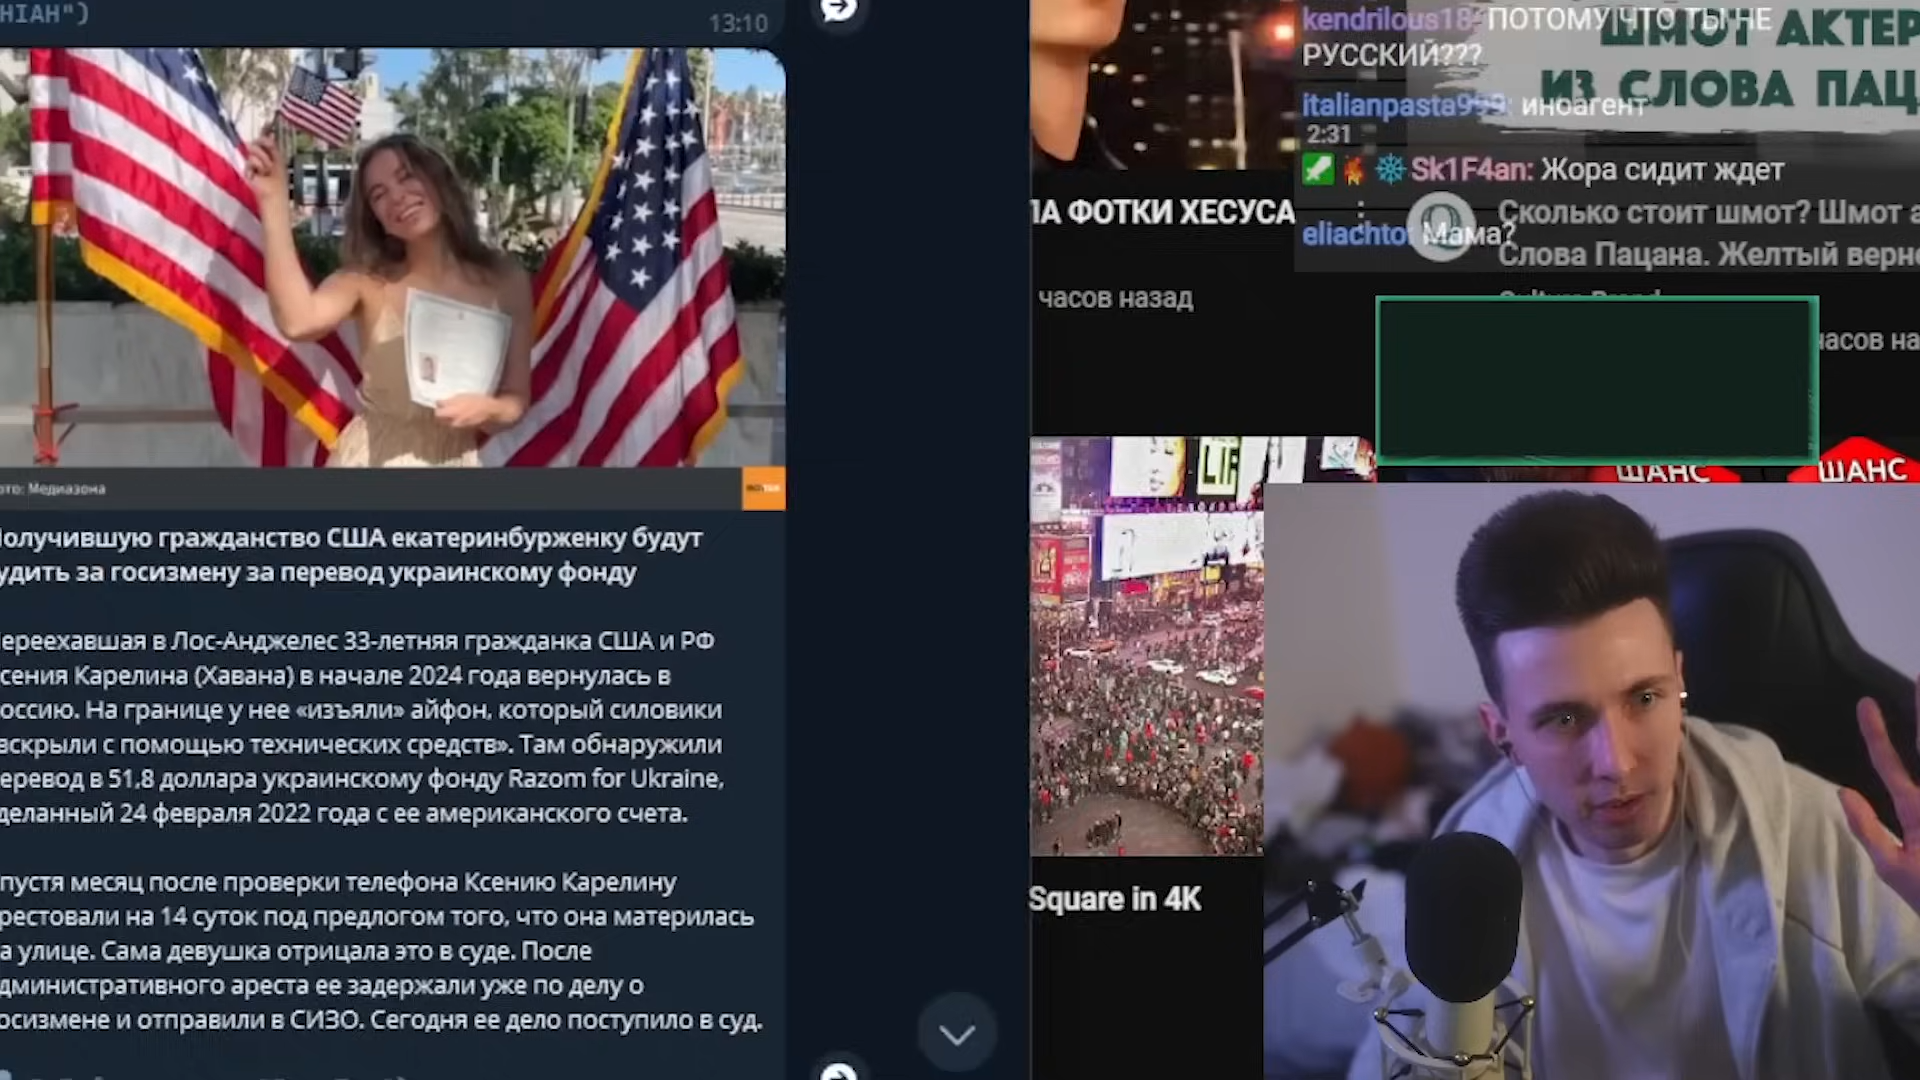 НІАН")
13:10
ото: Медиазона
олучившую гражданство США екатеринбурженку будут
удить за госизмену за перевод украинскому фонду
ереехавшая в Лос-Анджелес 33-летняя гражданка США и РФ
сения Карелина (Хавана) в начале 2024 года вернулась в
оссию. На границе у нее «изъяли» айфон, который силовики
вскрыли с помощью технических средств». Там обнаружили
еревод в 51,8 доллара украинскому фонду Razom for Ukraine,
деланный 24 февраля 2022 года с ее американского счета.
пустя месяц после проверки телефона Ксению Карелину
рестовали на 14 суток под предлогом того, что она материлась
а улице. Сама девушка отрицала это в суде. После
дминистративного ареста ее задержали уже по делу о
осизмене и отправили в СИЗО. Сегодня ее дело поступило в суд.
ЛА ФОТКИ ХЕСУСА
часов назад
LIF
Square in 4K
kendrilous18: ПОТОМУ ЧТО ТЫ НЕ
РУССКИЙ???
italianpasta999: иноагент
2:31
Sk1F4an: Жора сидит ждет
eliachto: Мама?
ШМОТ АКТЕР
ИЗ СЛОВА ПАЦ
Сколько стоит шмот? Шмот а
Слова Пацана. Желтый верне
часов на
ШАНС
ШАНС